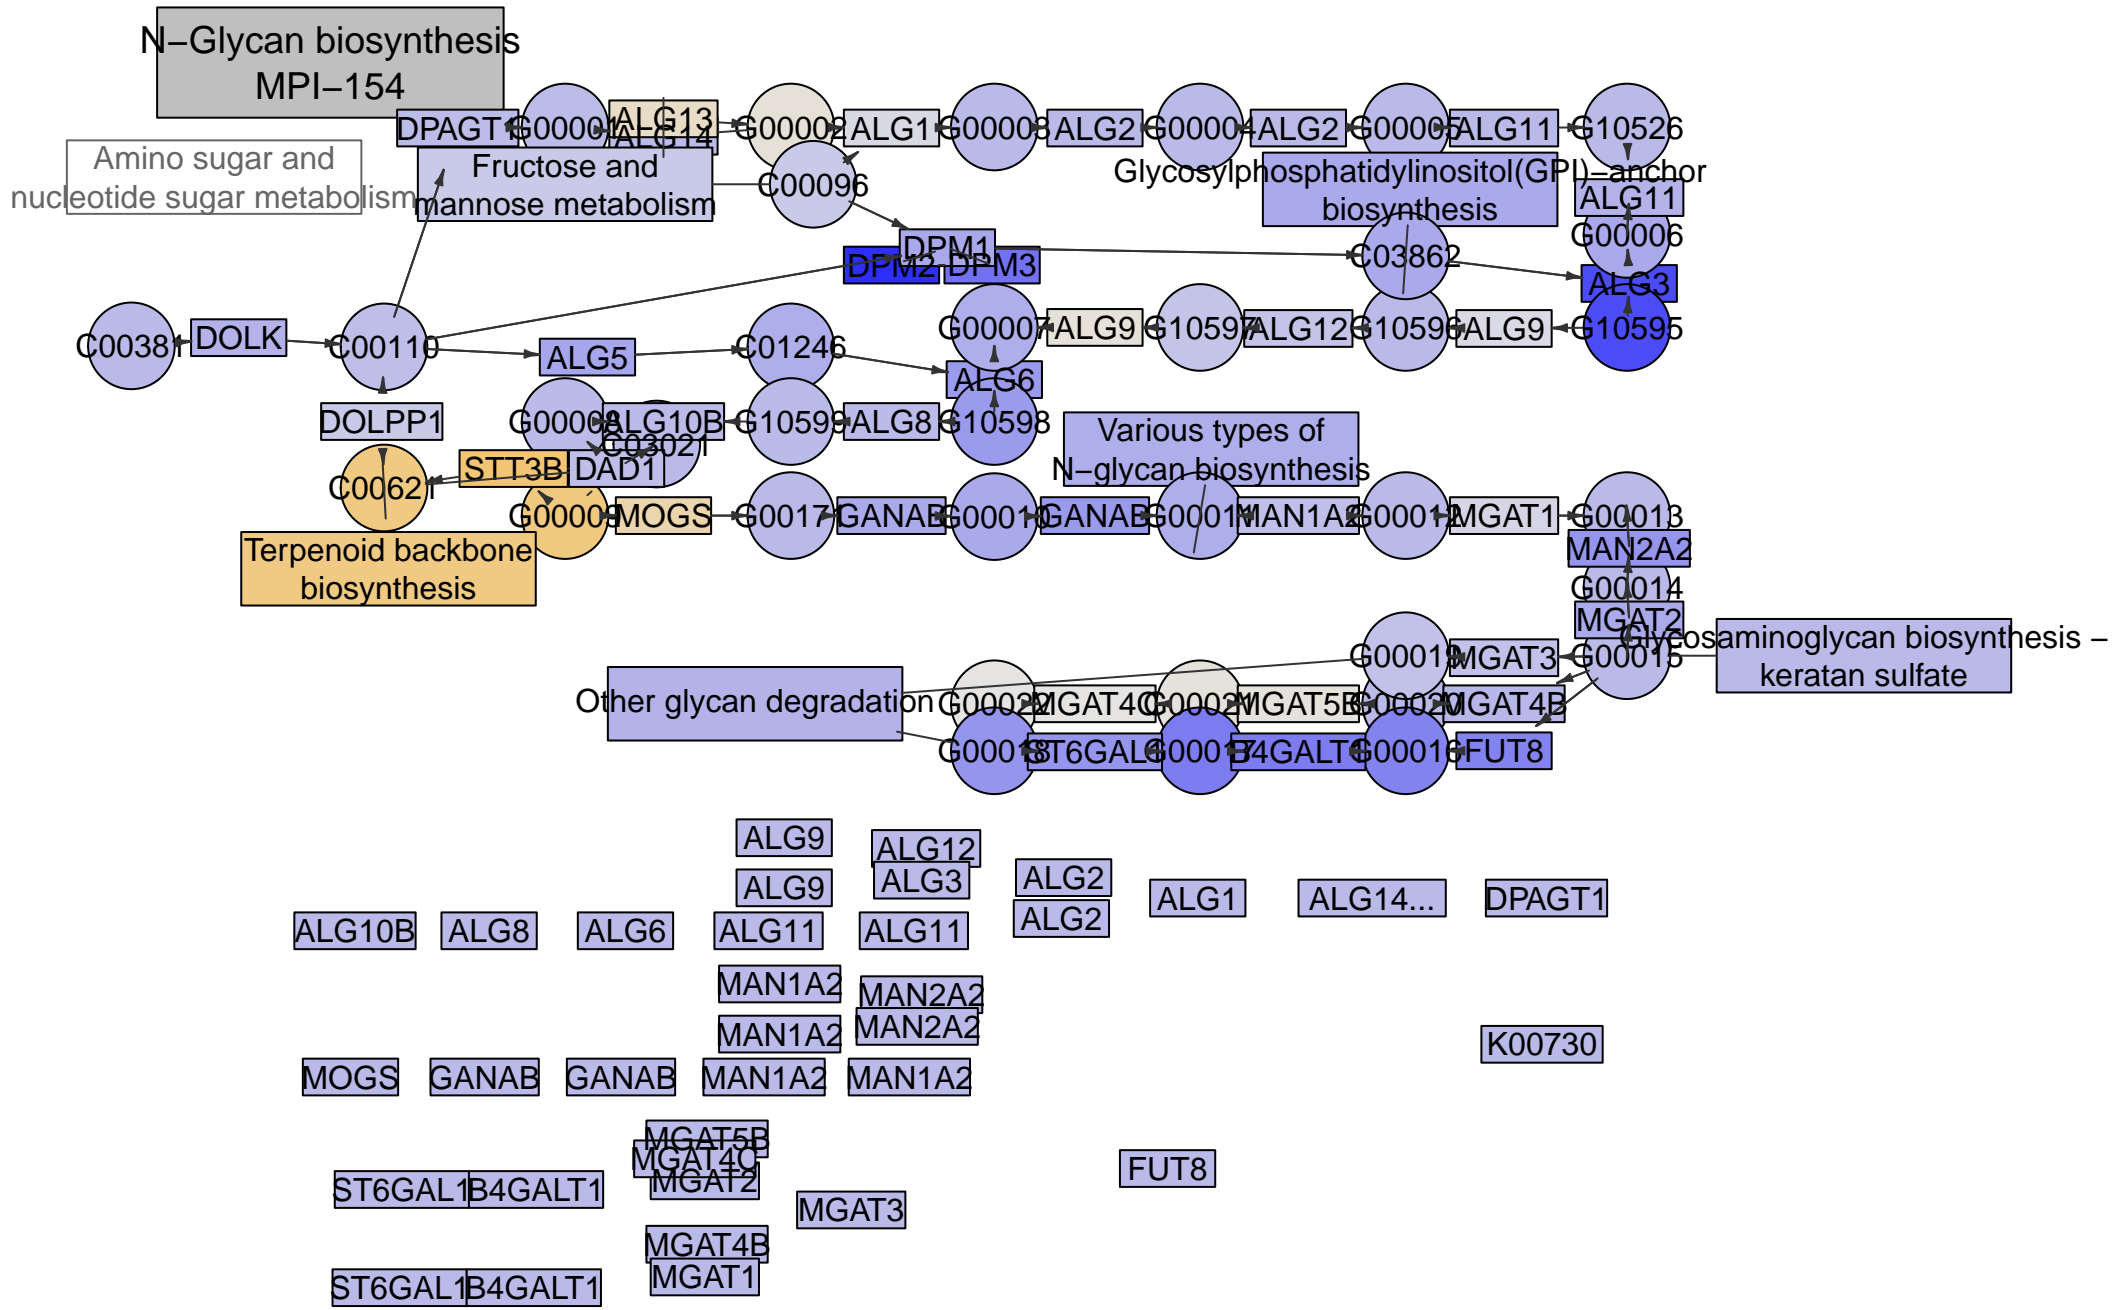 N−Glycan biosynthesis
MPI−154
Amino sugar and
nucleotide sugar metabolism
DPAGT1
G00001
ALG13
ALG14
G00002
ALG1
G00003
ALG2
G00004
ALG2
G00005
ALG11
G10526
Fructose and
mannose metabolism
C00096
Glycosylphosphatidylinositol(GPI)−anchor
biosynthesis
ALG11
G00006
DPM1
DPM2
DPM3
C03862
ALG3
C00381
DOLK
C00110
ALG5
C01246
G00007
ALG9
G10597
ALG12
G10596
ALG9
G10595
ALG6
DOLPP1
G00008
ALG10B
C03021
G10599
ALG8
G10598
Various types of
N−glycan biosynthesis
C00621
STT3B
DAD1
G00009
MOGS
G00171
GANAB
G00010
GANAB
G00011
MAN1A2
G00012
MGAT1
G00013
MAN2A2
Terpenoid backbone
biosynthesis
G00014
MGAT2
Glycosaminoglycan biosynthesis −
keratan sulfate
G00019
MGAT3
G00015
Other glycan degradation
G00022
MGAT4C
G00021
MGAT5B
G00020
MGAT4B
G00018
ST6GAL1
G00017
B4GALT1
G00016
FUT8
ALG9
ALG12
ALG9
ALG3
ALG2
ALG1
ALG14...
DPAGT1
ALG2
ALG10B
ALG8
ALG6
ALG11
ALG11
MAN1A2
MAN2A2
MAN1A2
MAN2A2
K00730
MOGS
GANAB
GANAB
MAN1A2
MAN1A2
MGAT5B
MGAT4C
MGAT2
FUT8
ST6GAL1
B4GALT1
MGAT3
MGAT4B
MGAT1
ST6GAL1
B4GALT1